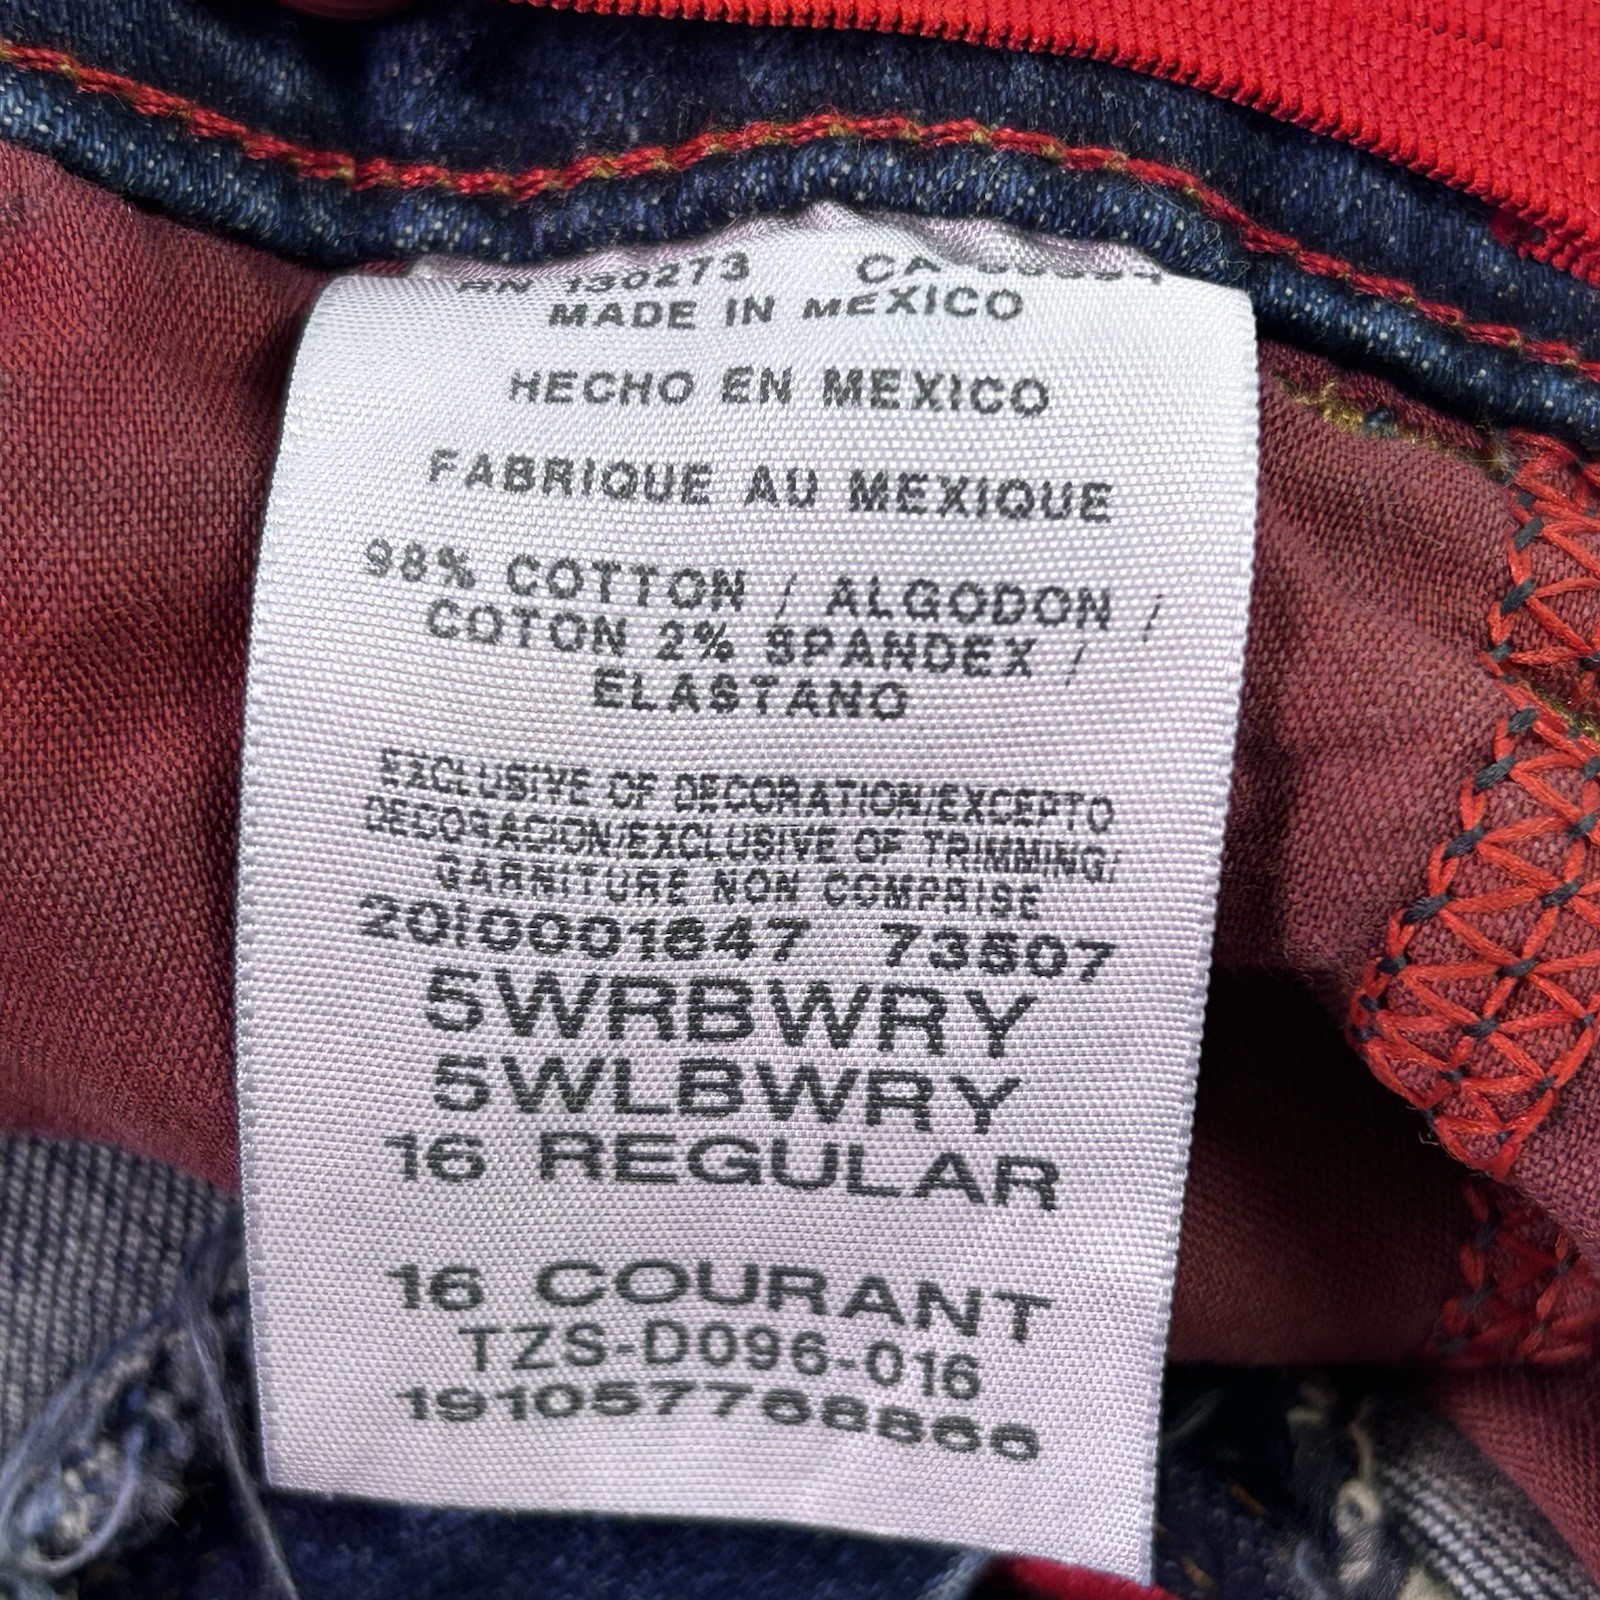 RN 130273 CA
MADE IN MEXICO
HECHO EN MEXICO
FABRIQUE AU MEXIQUE
98% COTTON / ALGODON /
COTON 2% SPANDEX /
ELASTANO
EXCLUSIVE OF DECORATION/EXCEPTO
DECORACION/EXCLUSIVE OF TRIMMING/
GARNITURE NON COMPRISE
2010001647 73507
5WRBWRY
5WLBWRY
16 REGULAR
16 COURANT
TZS-D096-016